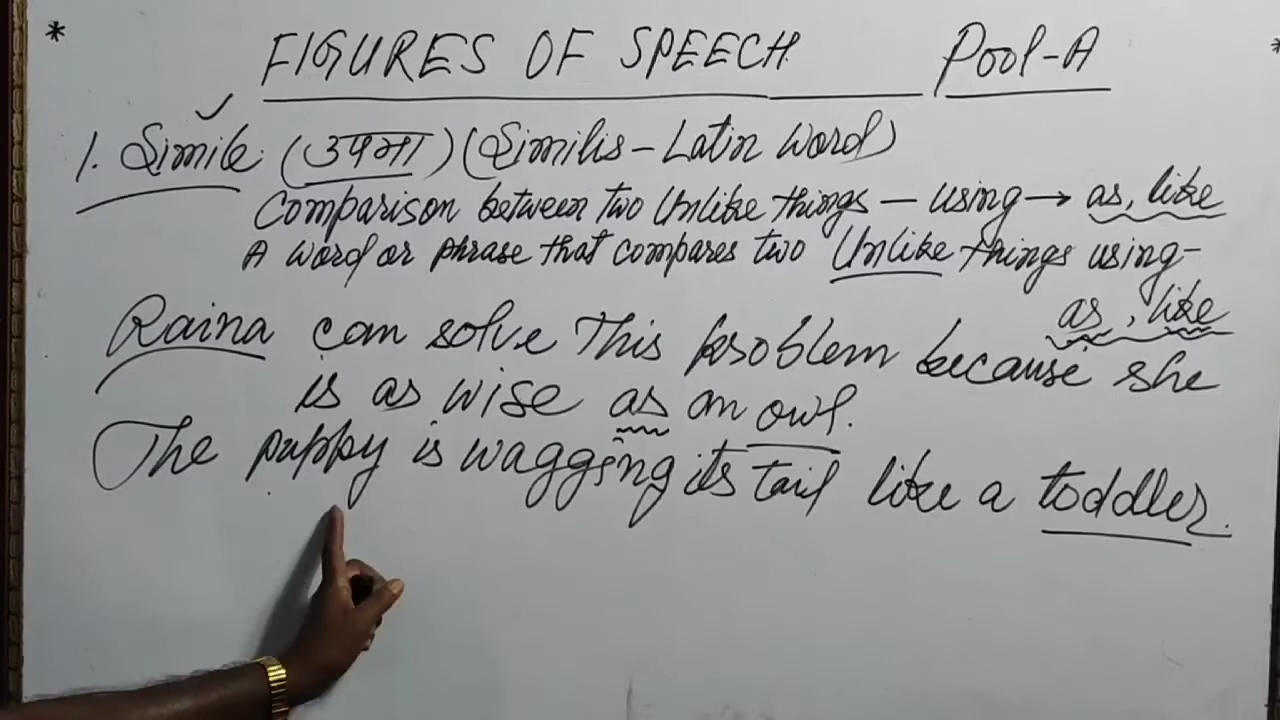 * FIGURES OF SPEECH Pool-A *
1. Simile (उपमा) (Similis - Latin Word)
Comparison between two Unlike things — using → as, like
A word or phrase that compares two Unlike things using-
as, like
Raina can solve This problem because she
is as wise as an owl.
The puppy is wagging its tail like a toddler.